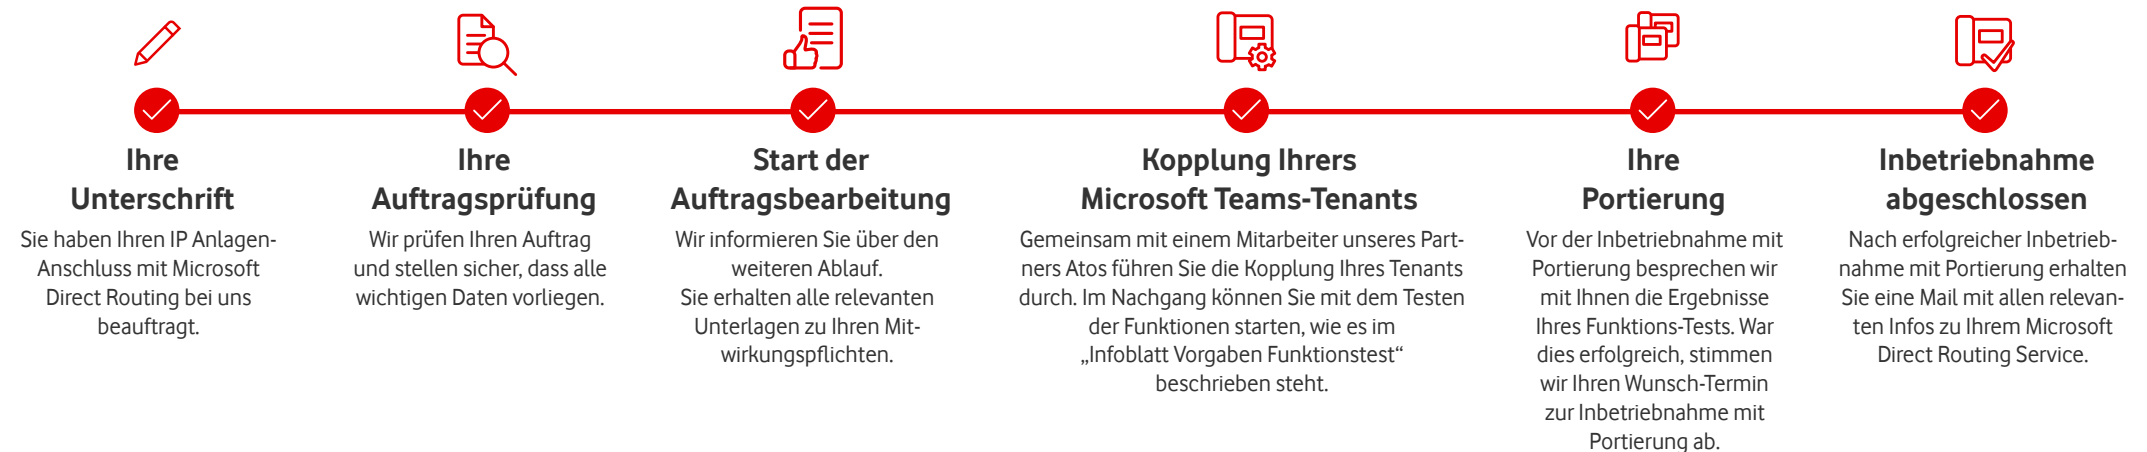 Ihre
Unterschrift
Sie haben Ihren IP Anlagen-
Anschluss mit Microsoft
Direct Routing bei uns
beauftragt.
Ihre
Auftragsprüfung
Wir prüfen Ihren Auftrag
und stellen sicher, dass alle
wichtigen Daten vorliegen.
Start der
Auftragsbearbeitung
Wir informieren Sie über den
weiteren Ablauf.
Sie erhalten alle relevanten
Unterlagen zu Ihren Mit-
wirkungspflichten.
Kopplung Ihrers
Microsoft Teams-Tenants
Gemeinsam mit einem Mitarbeiter unseres Part-
ners Atos führen Sie die Kopplung Ihres Tenants
durch. Im Nachgang können Sie mit dem Testen
der Funktionen starten, wie es im
„Infoblatt Vorgaben Funktionstest“
beschrieben steht.
Ihre
Portierung
Vor der Inbetriebnahme mit
Portierung besprechen wir
mit Ihnen die Ergebnisse
Ihres Funktions-Tests. War
dies erfolgreich, stimmen
wir Ihren Wunsch-Termin
zur Inbetriebnahme mit
Portierung ab.
Inbetriebnahme
abgeschlossen
Nach erfolgreicher Inbetrieb-
nahme mit Portierung erhalten
Sie eine Mail mit allen relevan-
ten Infos zu Ihrem Microsoft
Direct Routing Service.